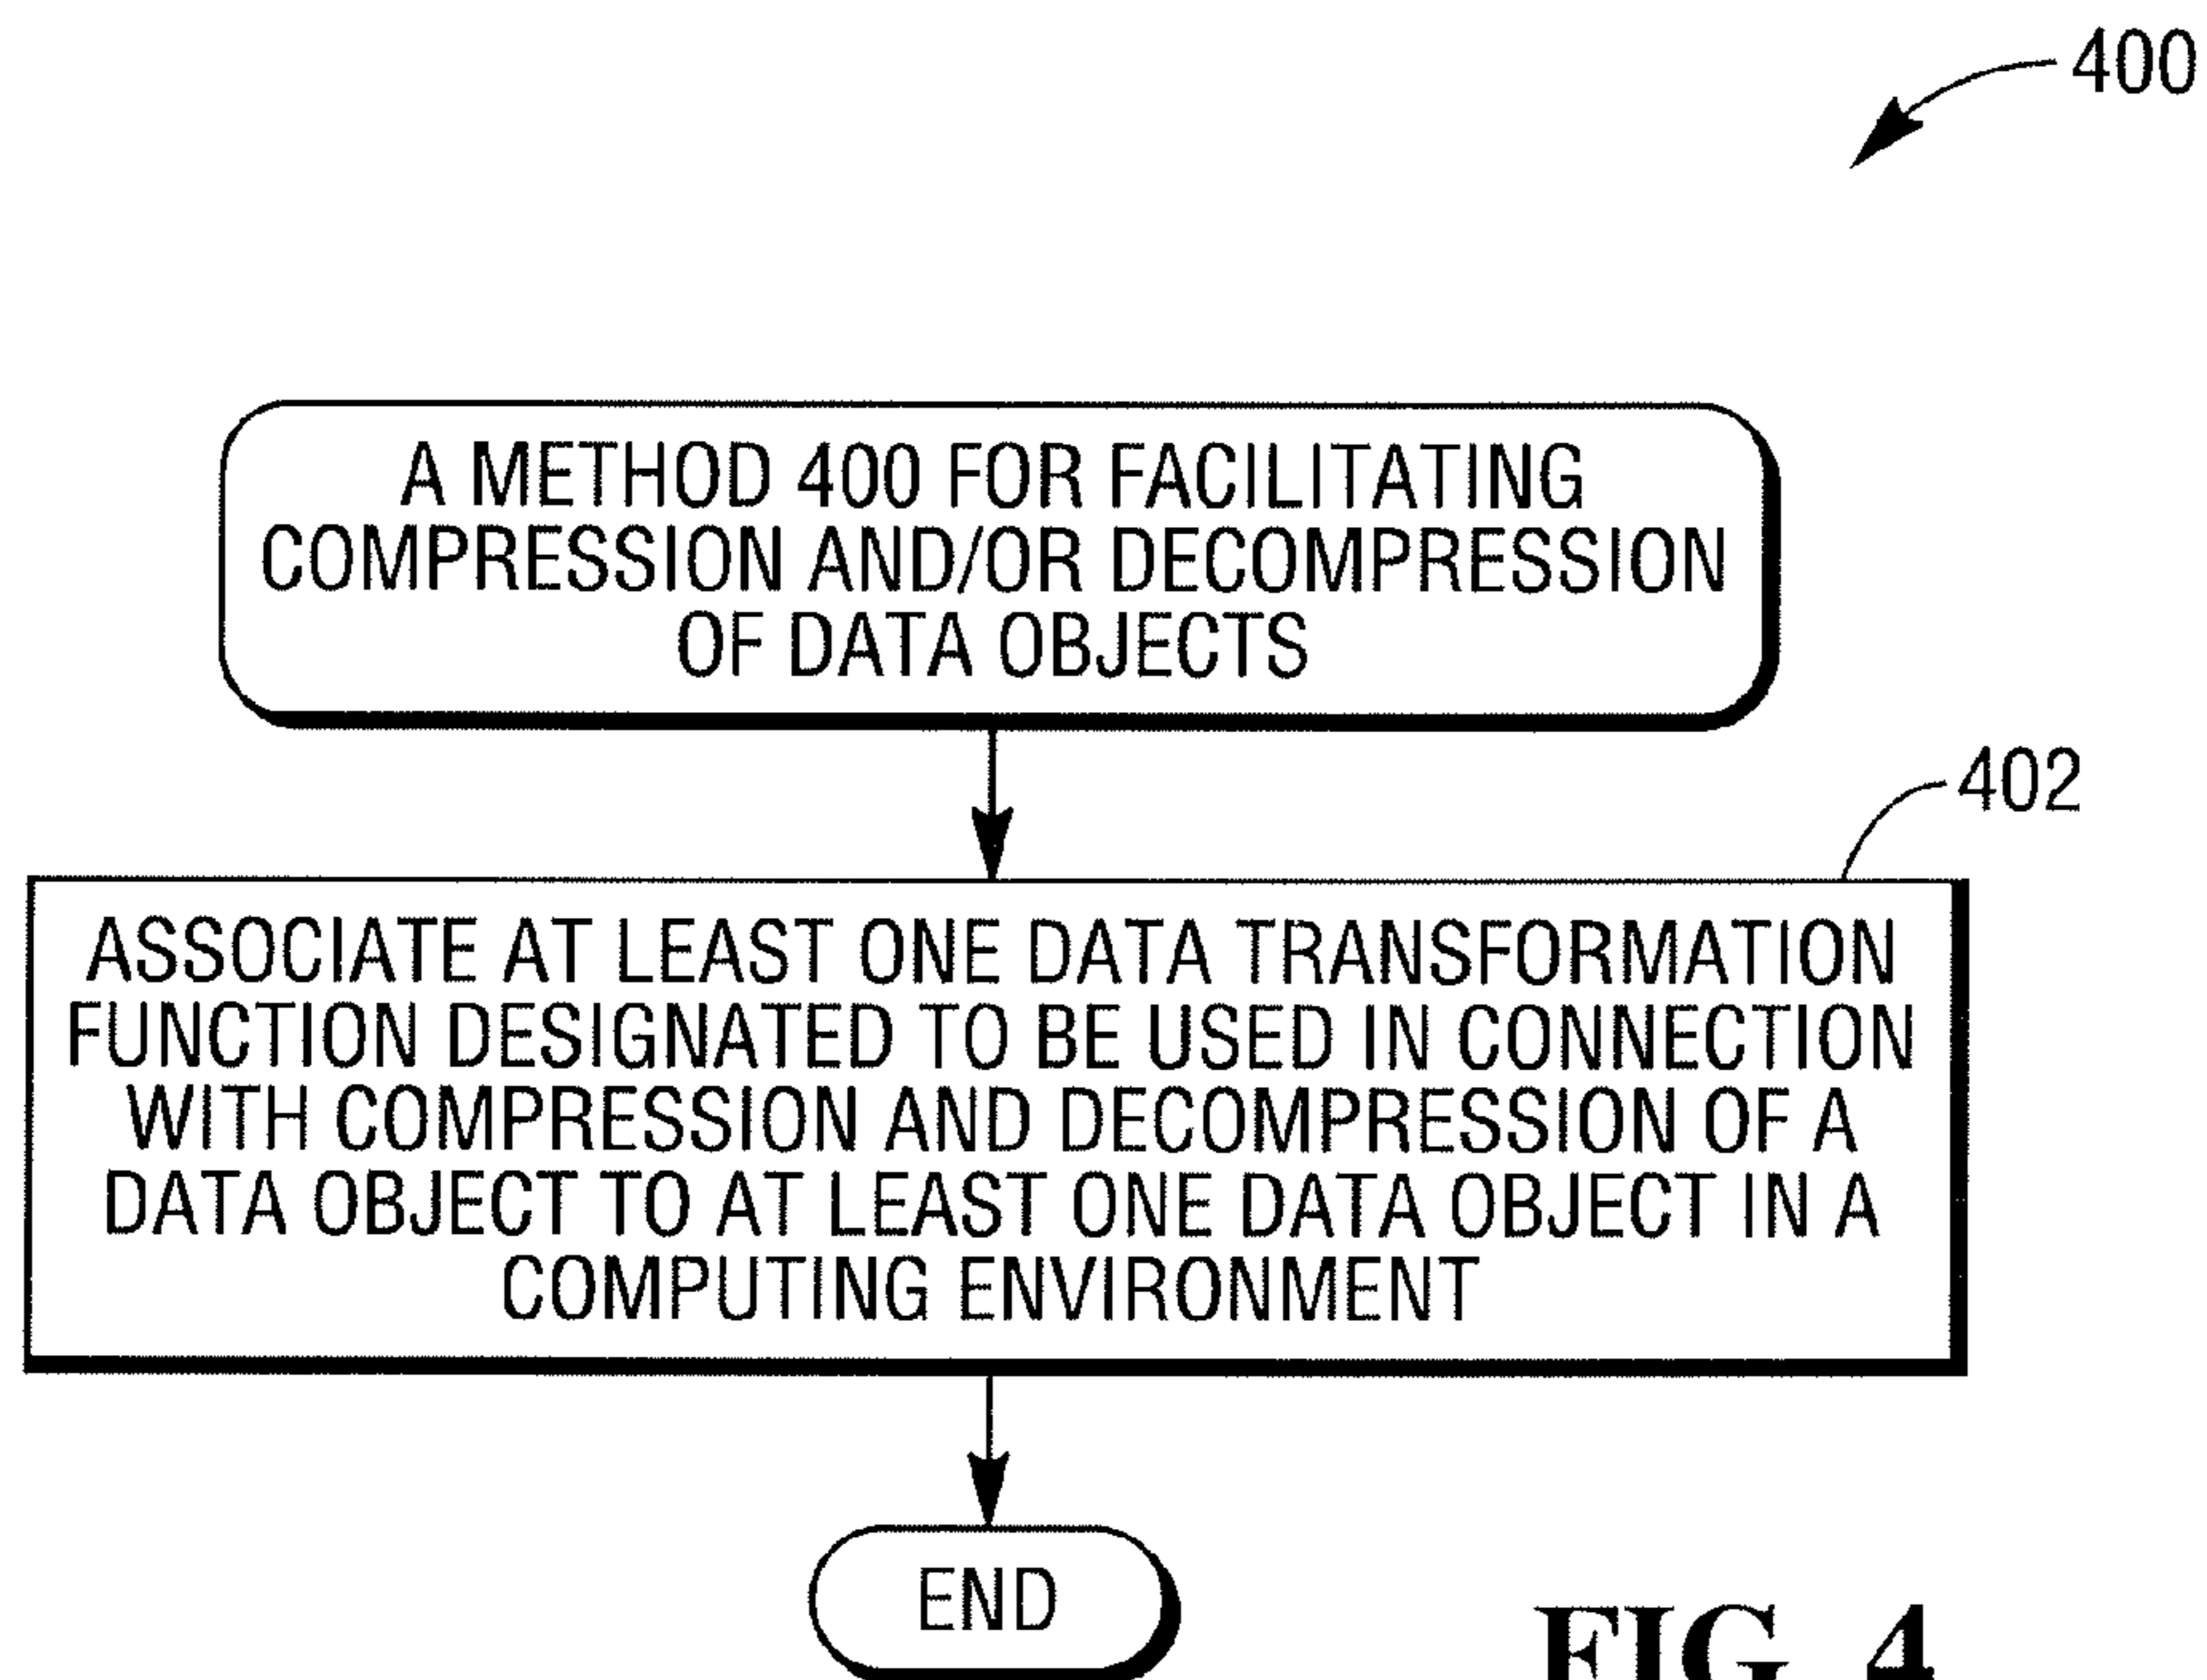 400
A METHOD 400 FOR FACILITATING
COMPRESSION AND/OR DECOMPRESSION
OF DATA OBJECTS
402
ASSOCIATE AT LEAST ONE DATA TRANSFORMATION
FUNCTION DESIGNATED TO BE USED IN CONNECTION
WITH COMPRESSION AND DECOMPRESSION OF A
DATA OBJECT TO AT LEAST ONE DATA OBJECT IN A
COMPUTING ENVIRONMENT
END
FIG. 4